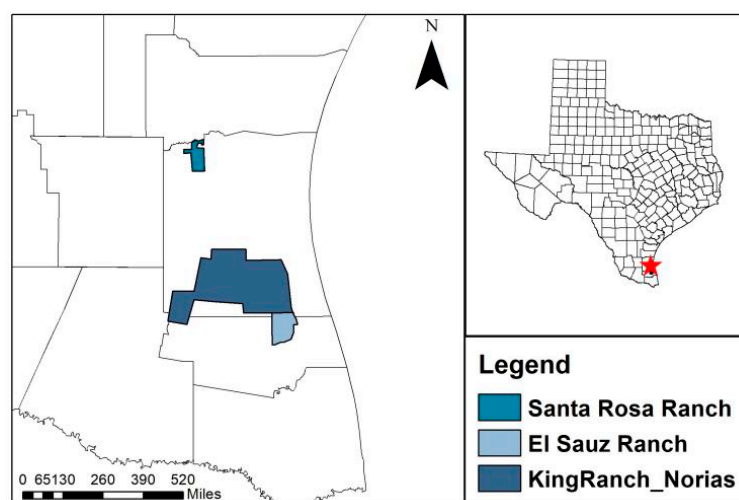 N
0 65130 260 390 520
Miles
Legend
Santa Rosa Ranch
El Sauz Ranch
KingRanch_Norias